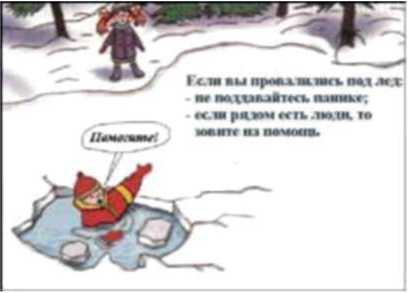 Если вы провалились под лед:
- не поддавайтесь панике;
- если рядом есть люди, то
зовите на помощь
Помогите!